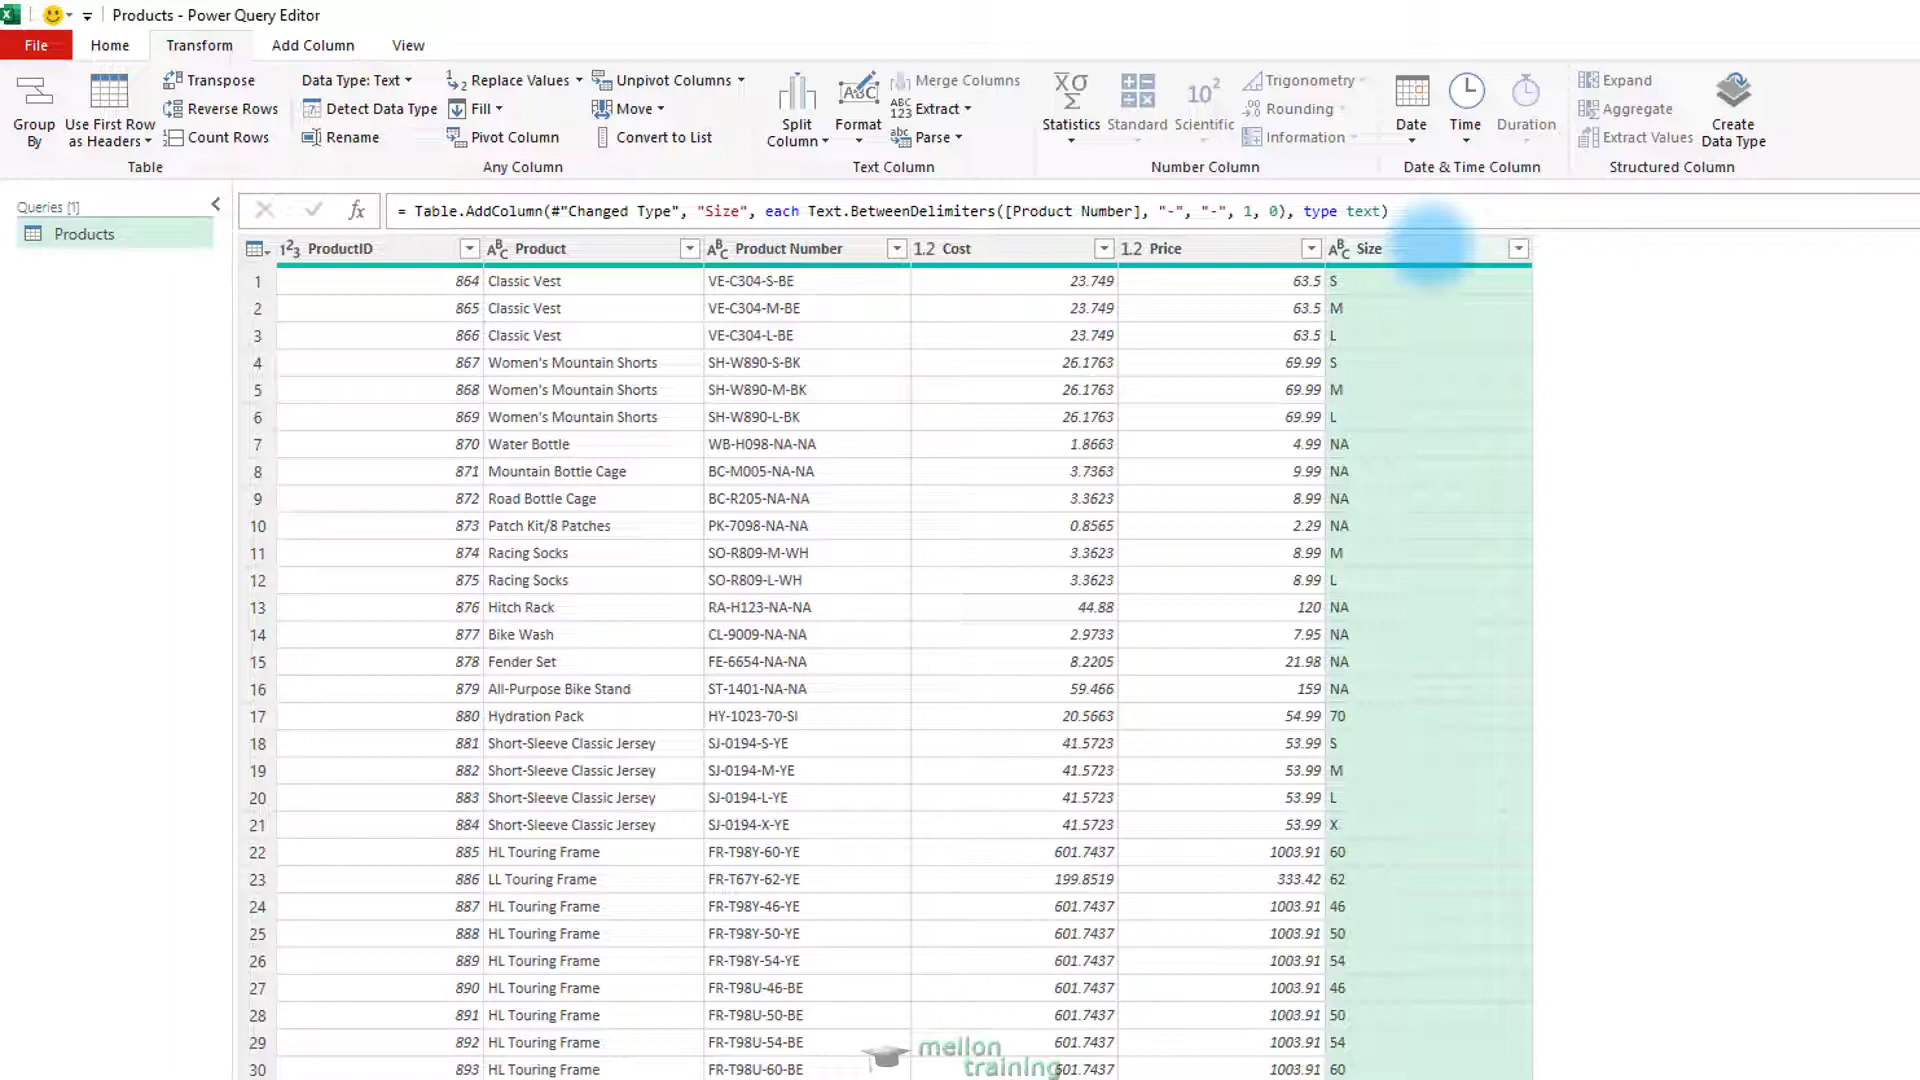 Products - Power Query Editor
File Home Transform Add Column View
Group By
Use First Row as Headers
Transpose
Reverse Rows
Count Rows
Table
Data Type: Text
Detect Data Type
Rename
Replace Values
Fill
Pivot Column
Unpivot Columns
Move
Convert to List
Any Column
Split Column
Format
Merge Columns
Extract
Parse
Text Column
Statistics
Standard
Scientific
Trigonometry
Rounding
Information
Number Column
Date
Time
Duration
Date & Time Column
Expand
Aggregate
Extract Values
Create Data Type
Structured Column
Queries [1]
Products
fx = Table.AddColumn(#"Changed Type", "Size", each Text.BetweenDelimiters([Product Number], "-", "-", 1, 0), type text)
ProductID Product Product Number 1.2 Cost 1.2 Price Size
1 864 Classic Vest VE-C304-S-BE 23.749 63.5 S
2 865 Classic Vest VE-C304-M-BE 23.749 63.5 M
3 866 Classic Vest VE-C304-L-BE 23.749 63.5 L
4 867 Women's Mountain Shorts SH-W890-S-BK 26.1763 69.99 S
5 868 Women's Mountain Shorts SH-W890-M-BK 26.1763 69.99 M
6 869 Women's Mountain Shorts SH-W890-L-BK 26.1763 69.99 L
7 870 Water Bottle WB-H098-NA-NA 1.8663 4.99 NA
8 871 Mountain Bottle Cage BC-M005-NA-NA 3.7363 9.99 NA
9 872 Road Bottle Cage BC-R205-NA-NA 3.3623 8.99 NA
10 873 Patch Kit/8 Patches PK-7098-NA-NA 0.8565 2.29 NA
11 874 Racing Socks SO-R809-M-WH 3.3623 8.99 M
12 875 Racing Socks SO-R809-L-WH 3.3623 8.99 L
13 876 Hitch Rack RA-H123-NA-NA 44.88 120 NA
14 877 Bike Wash CL-9009-NA-NA 2.9733 7.95 NA
15 878 Fender Set FE-6654-NA-NA 8.2205 21.98 NA
16 879 All-Purpose Bike Stand ST-1401-NA-NA 59.466 159 NA
17 880 Hydration Pack HY-1023-70-SI 20.5663 54.99 70
18 881 Short-Sleeve Classic Jersey SJ-0194-S-YE 41.5723 53.99 S
19 882 Short-Sleeve Classic Jersey SJ-0194-M-YE 41.5723 53.99 M
20 883 Short-Sleeve Classic Jersey SJ-0194-L-YE 41.5723 53.99 L
21 884 Short-Sleeve Classic Jersey SJ-0194-X-YE 41.5723 53.99 X
22 885 HL Touring Frame FR-T98Y-60-YE 601.7437 1003.91 60
23 886 LL Touring Frame FR-T67Y-62-YE 199.8519 333.42 62
24 887 HL Touring Frame FR-T98Y-46-YE 601.7437 1003.91 46
25 888 HL Touring Frame FR-T98Y-50-YE 601.7437 1003.91 50
26 889 HL Touring Frame FR-T98Y-54-YE 601.7437 1003.91 54
27 890 HL Touring Frame FR-T98U-46-BE 601.7437 1003.91 46
28 891 HL Touring Frame FR-T98U-50-BE 601.7437 1003.91 50
29 892 HL Touring Frame FR-T98U-54-BE 601.7437 1003.91 54
30 893 HL Touring Frame FR-T98U-60-BE 601.7437 1003.91 60
mellon
training